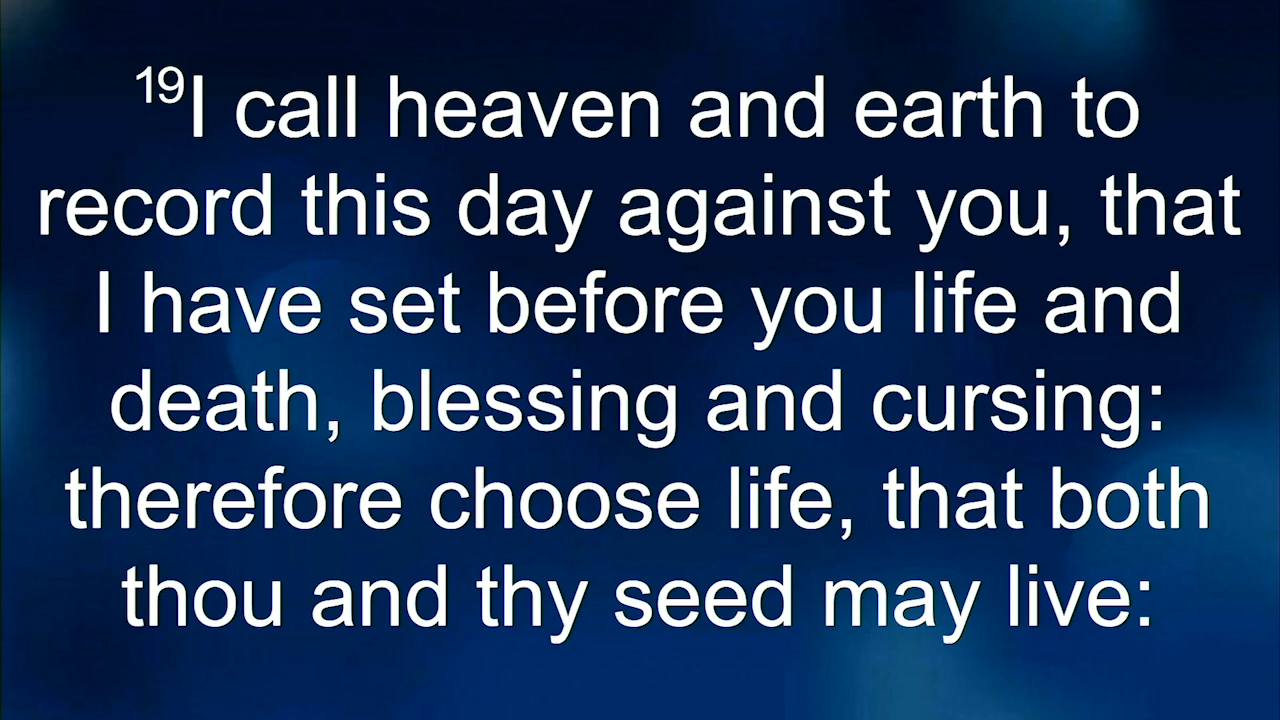 19I call heaven and earth to
record this day against you, that
I have set before you life and
death, blessing and cursing:
therefore choose life, that both
thou and thy seed may live: